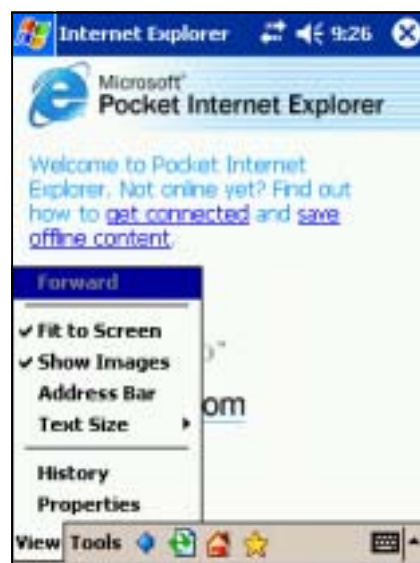 Internet Explorer 9:26
Microsoft®
Pocket Internet Explorer
Welcome to Pocket Internet
Explorer. Not online yet? Find out
how to get connected and save
offline content.
Forward
Fit to Screen
Show Images
Address Bar
Text Size
om
History
Properties
View Tools